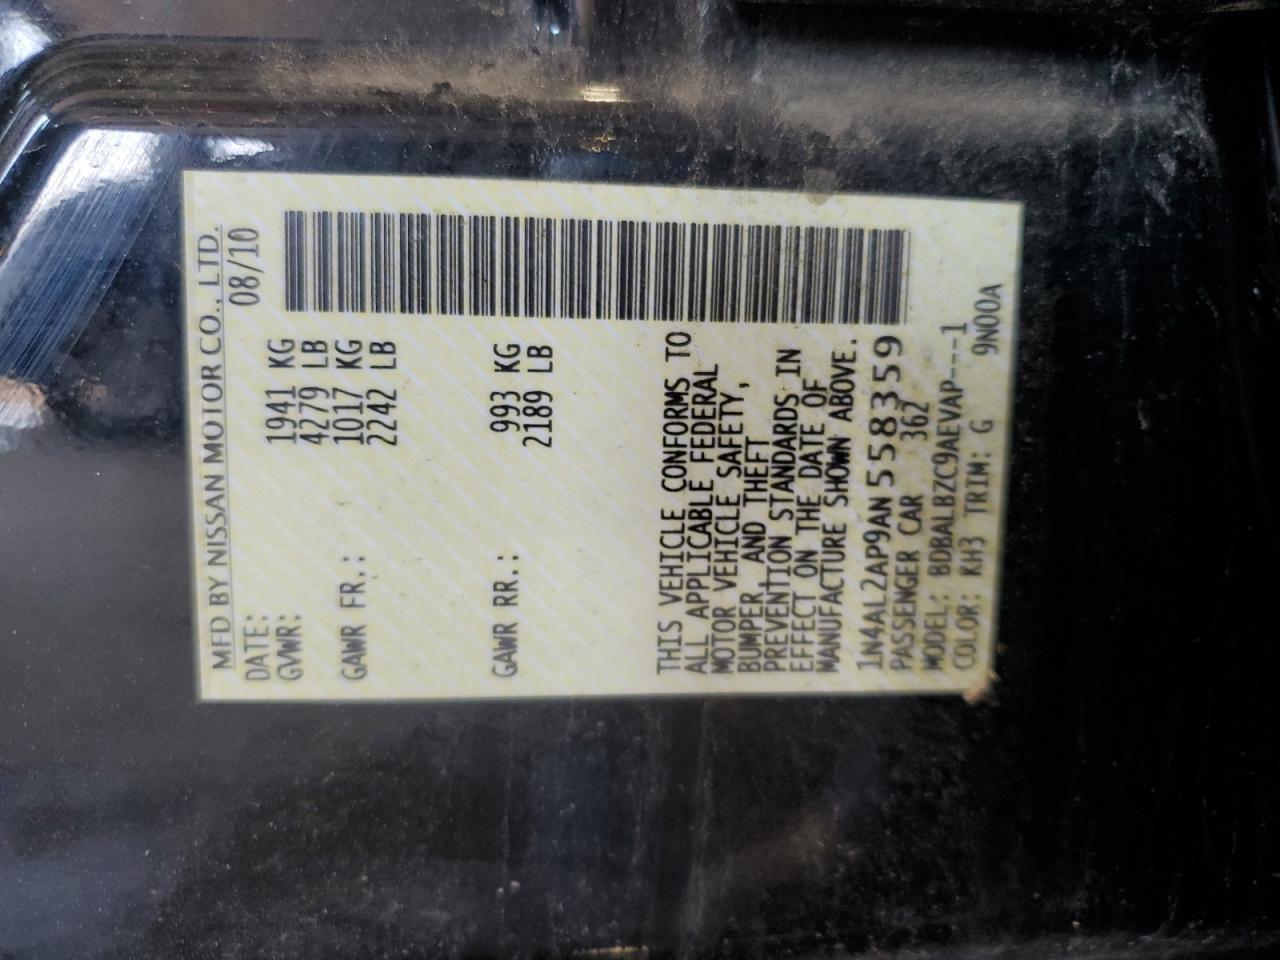 MFD BY NISSAN MOTOR CO., LTD.
DATE: 08/10
GVWR: 1941 KG
4279 LB
GAWR FR.: 1017 KG
2242 LB
GAWR RR.: 993 KG
2189 LB
THIS VEHICLE CONFORMS TO
ALL APPLICABLE FEDERAL
MOTOR VEHICLE SAFETY,
BUMPER, AND THEFT
PREVENTION STANDARDS IN
EFFECT ON THE DATE OF
MANUFACTURE SHOWN ABOVE.
1N4AL2AP9AN558359
PASSENGER CAR 362
MODEL: BDBALBZC9AEVAP---1
COLOR: KH3 TRIM: G 9N00A